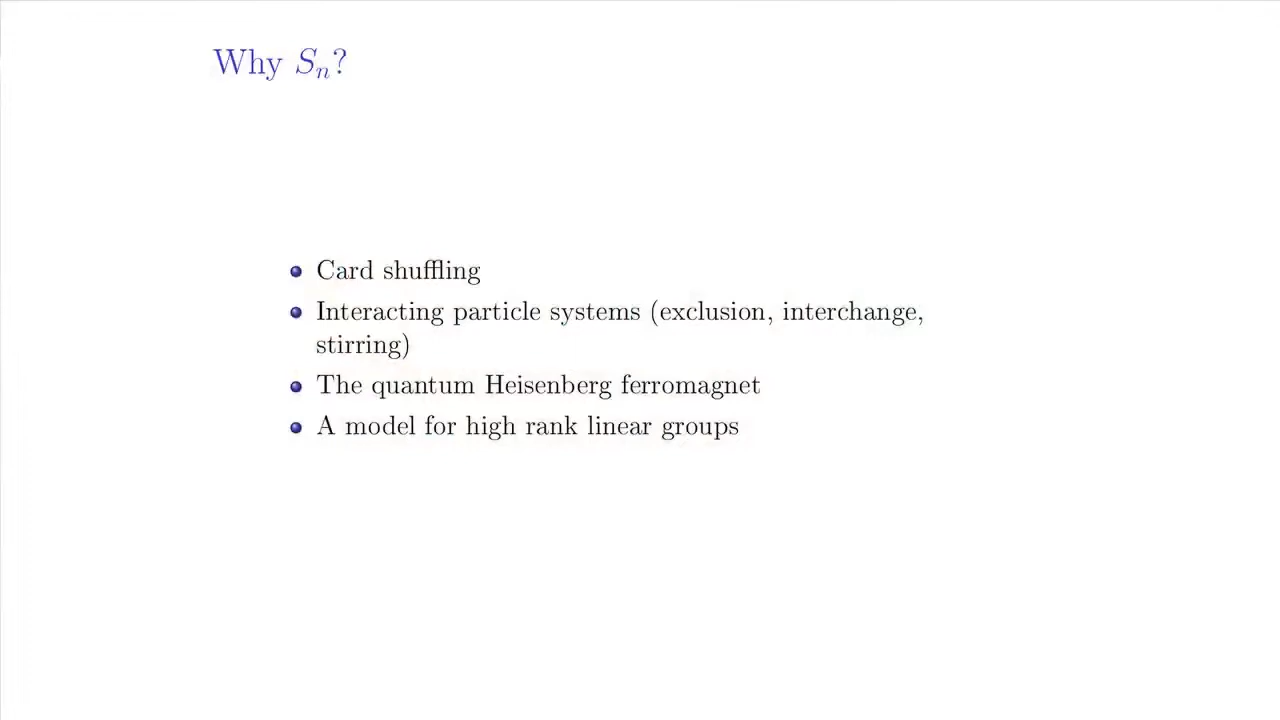 Why $S_n$?
Card shuffling
Interacting particle systems (exclusion, interchange,
stirring)
The quantum Heisenberg ferromagnet
A model for high rank linear groups